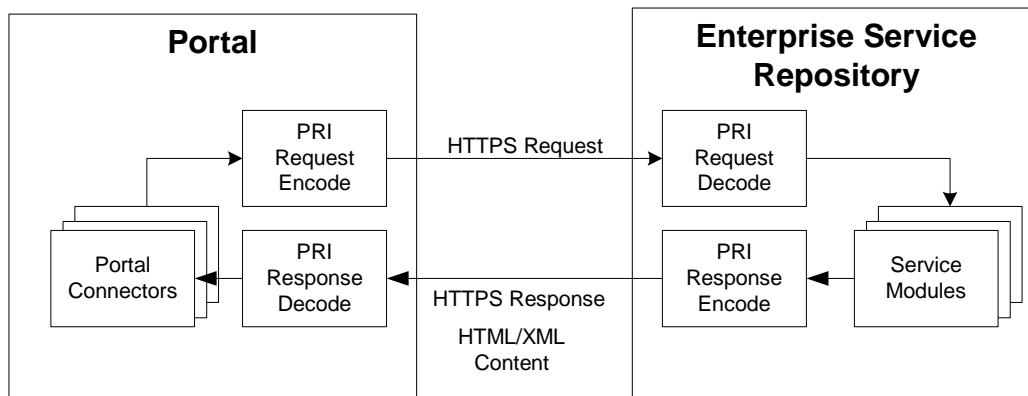 Portal
Enterprise Service
Repository
PRI
Request
Encode
HTTPS Request
PRI
Request
Decode
Portal
Connectors
PRI
Response
Decode
HTTPS Response
HTML/XML
Content
PRI
Response
Encode
Service
Modules